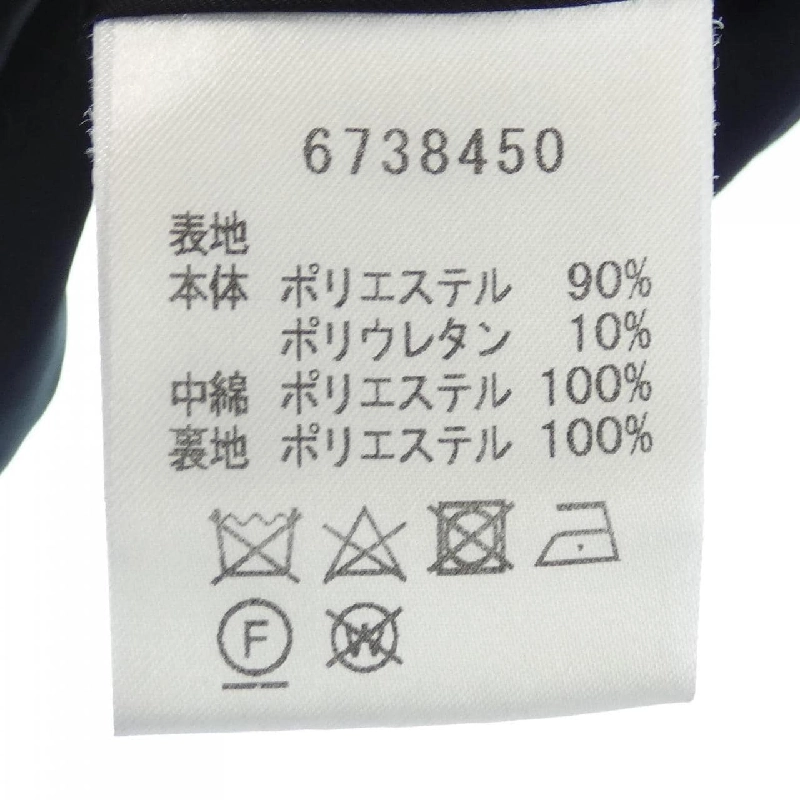 6738450
表地
本体 ポリエステル 90%
ポリウレタン 10%
中綿 ポリエステル 100%
裏地 ポリエステル 100%
F W